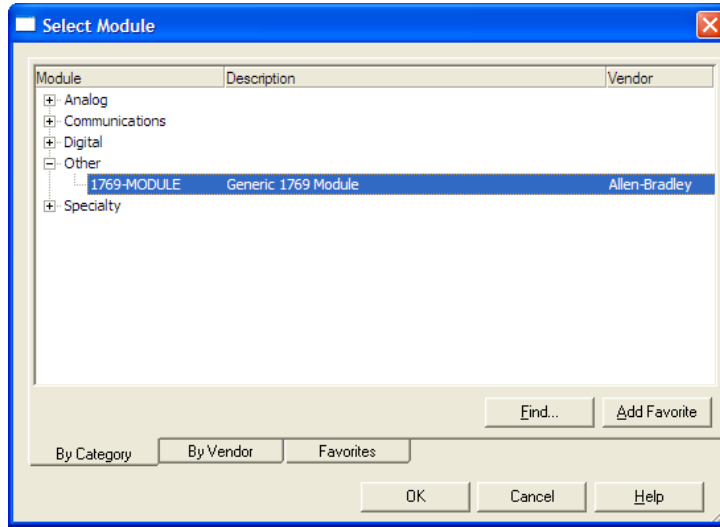 Select Module
Module Description Vendor
Analog
Communications
Digital
Other
1769-MODULE Generic 1769 Module Allen-Bradley
Specialty
Find... Add Favorite
By Category By Vendor Favorites
OK Cancel Help